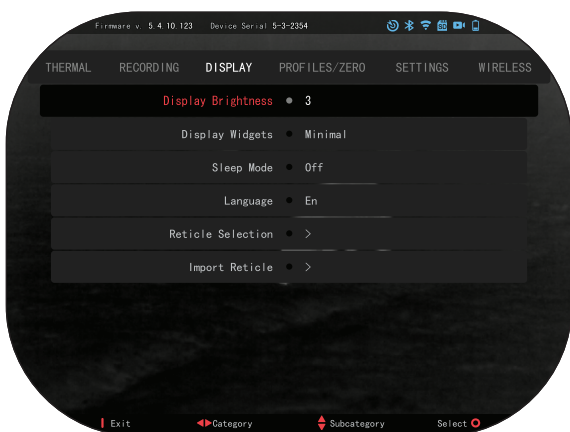 Firmware v. 5.4.10.123 Device Serial 5-3-2354
THERMAL RECORDING DISPLAY PROFILES/ZERO SETTINGS WIRELESS
Display Brightness 3
Display Widgets Minimal
Sleep Mode Off
Language En
Reticle Selection >
Import Reticle >
Exit Category Subcategory Select